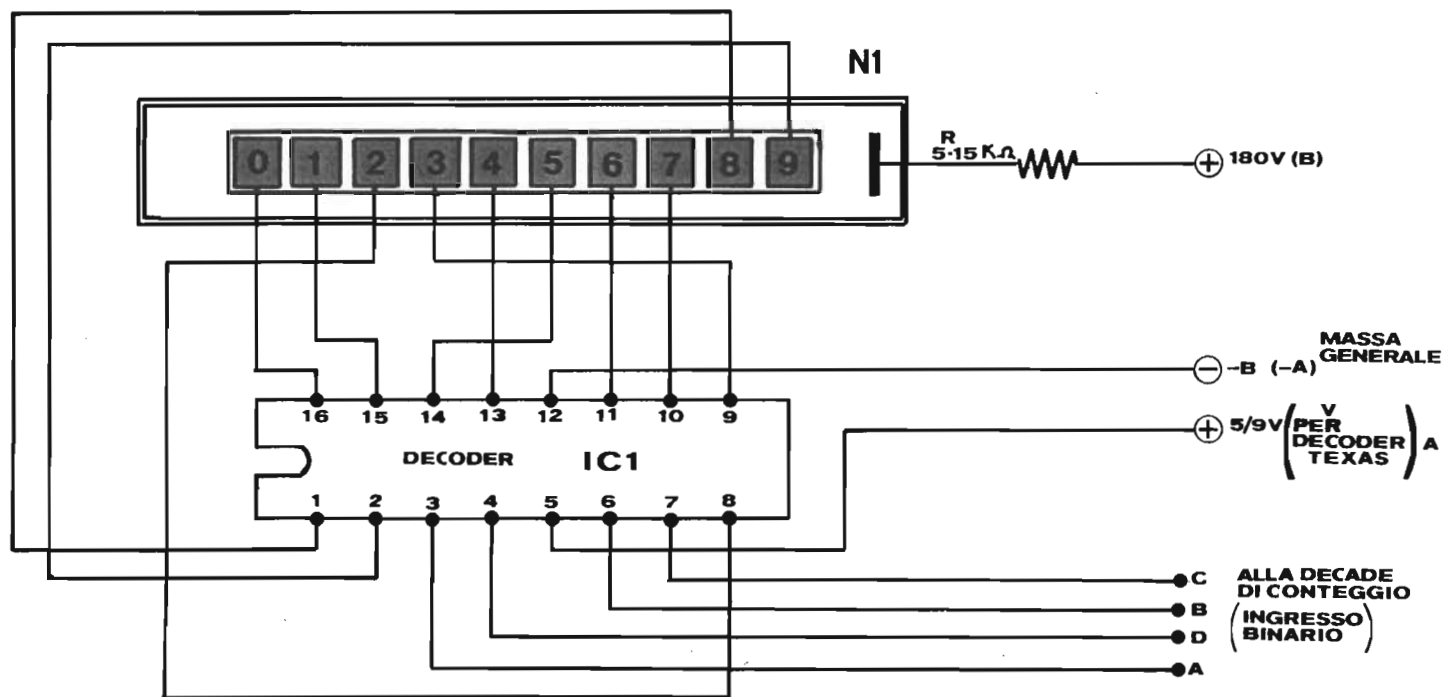 N1
0 1 2 3 4 5 6 7 8 9
R
5-15 KΩ
+ 180V (B)
MASSA
GENERALE
− -B (-A)
+ 5/9V (V PER DECODER TEXAS) A
16 15 14 13 12 11 10 9
DECODER IC1
1 2 3 4 5 6 7 8
C
B
D
A
ALLA DECADE
DI CONTEGGIO
(INGRESSO
BINARIO)